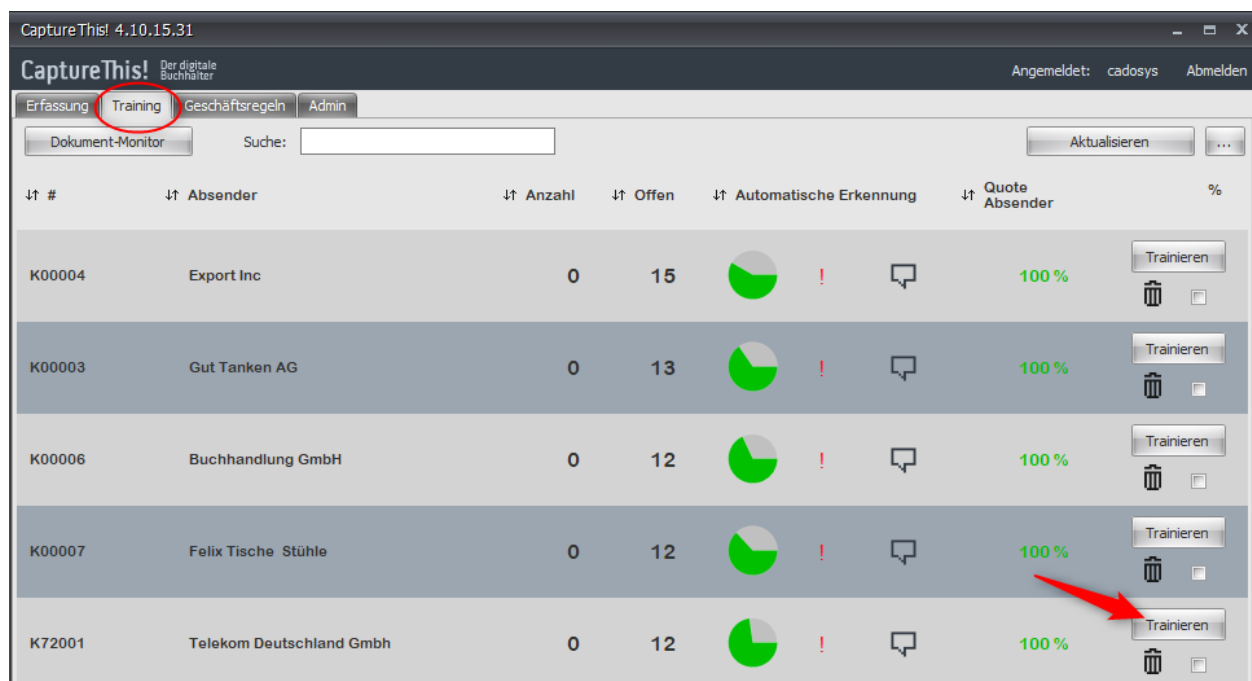 CaptureThis! 4.10.15.31
CaptureThis! Der digitale Buchhalter Angemeldet: cadosys Abmelden
Erfassung Training Geschäftsregeln Admin
Dokument-Monitor Suche: Aktualisieren ...
# Absender Anzahl Offen Automatische Erkennung Quote Absender %
K00004 Export Inc 0 15 ! 100 % Trainieren
K00003 Gut Tanken AG 0 13 ! 100 % Trainieren
K00006 Buchhandlung GmbH 0 12 ! 100 % Trainieren
K00007 Felix Tische Stühle 0 12 ! 100 % Trainieren
K72001 Telekom Deutschland Gmbh 0 12 ! 100 % Trainieren